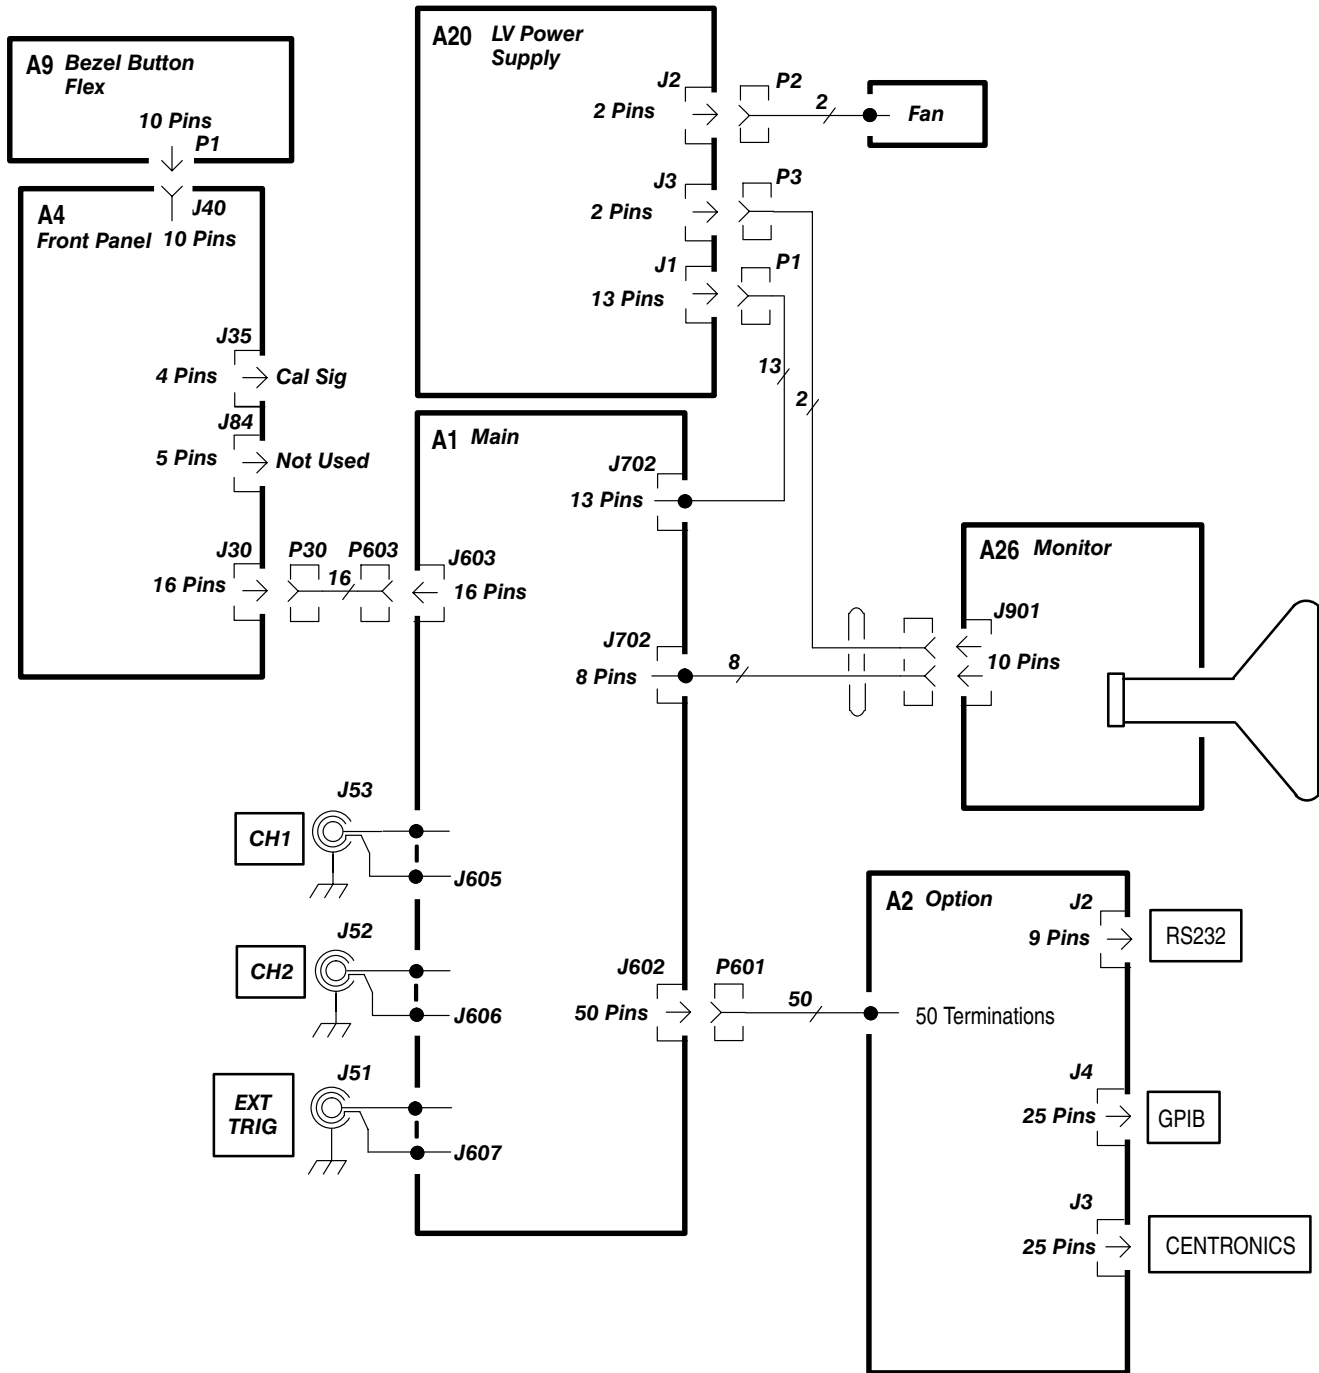 A9 Bezel Button
Flex
10 Pins
P1
A4
Front Panel
J40
10 Pins
J35
4 Pins
Cal Sig
J84
5 Pins
Not Used
J30
16 Pins
P30
16
P603
A20 LV Power
Supply
J2
2 Pins
P2
2
Fan
J3
2 Pins
P3
J1
13 Pins
P1
13
2
A1 Main
J702
13 Pins
J603
16 Pins
J702
8 Pins
8
A26 Monitor
J901
10 Pins
J53
CH1
J605
J52
CH2
J606
J51
EXT
TRIG
J607
J602
50 Pins
P601
50
A2 Option
50 Terminations
J2
9 Pins
RS232
J4
25 Pins
GPIB
J3
25 Pins
CENTRONICS